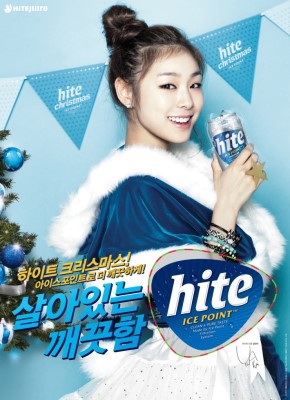 HITEJINRO
hite
christmas
hite
christmas
hite
하이트 크리스마스!
아이스포인트로 더 깨끗하게!
살아있는
깨끗함
hite
ICE POINT™